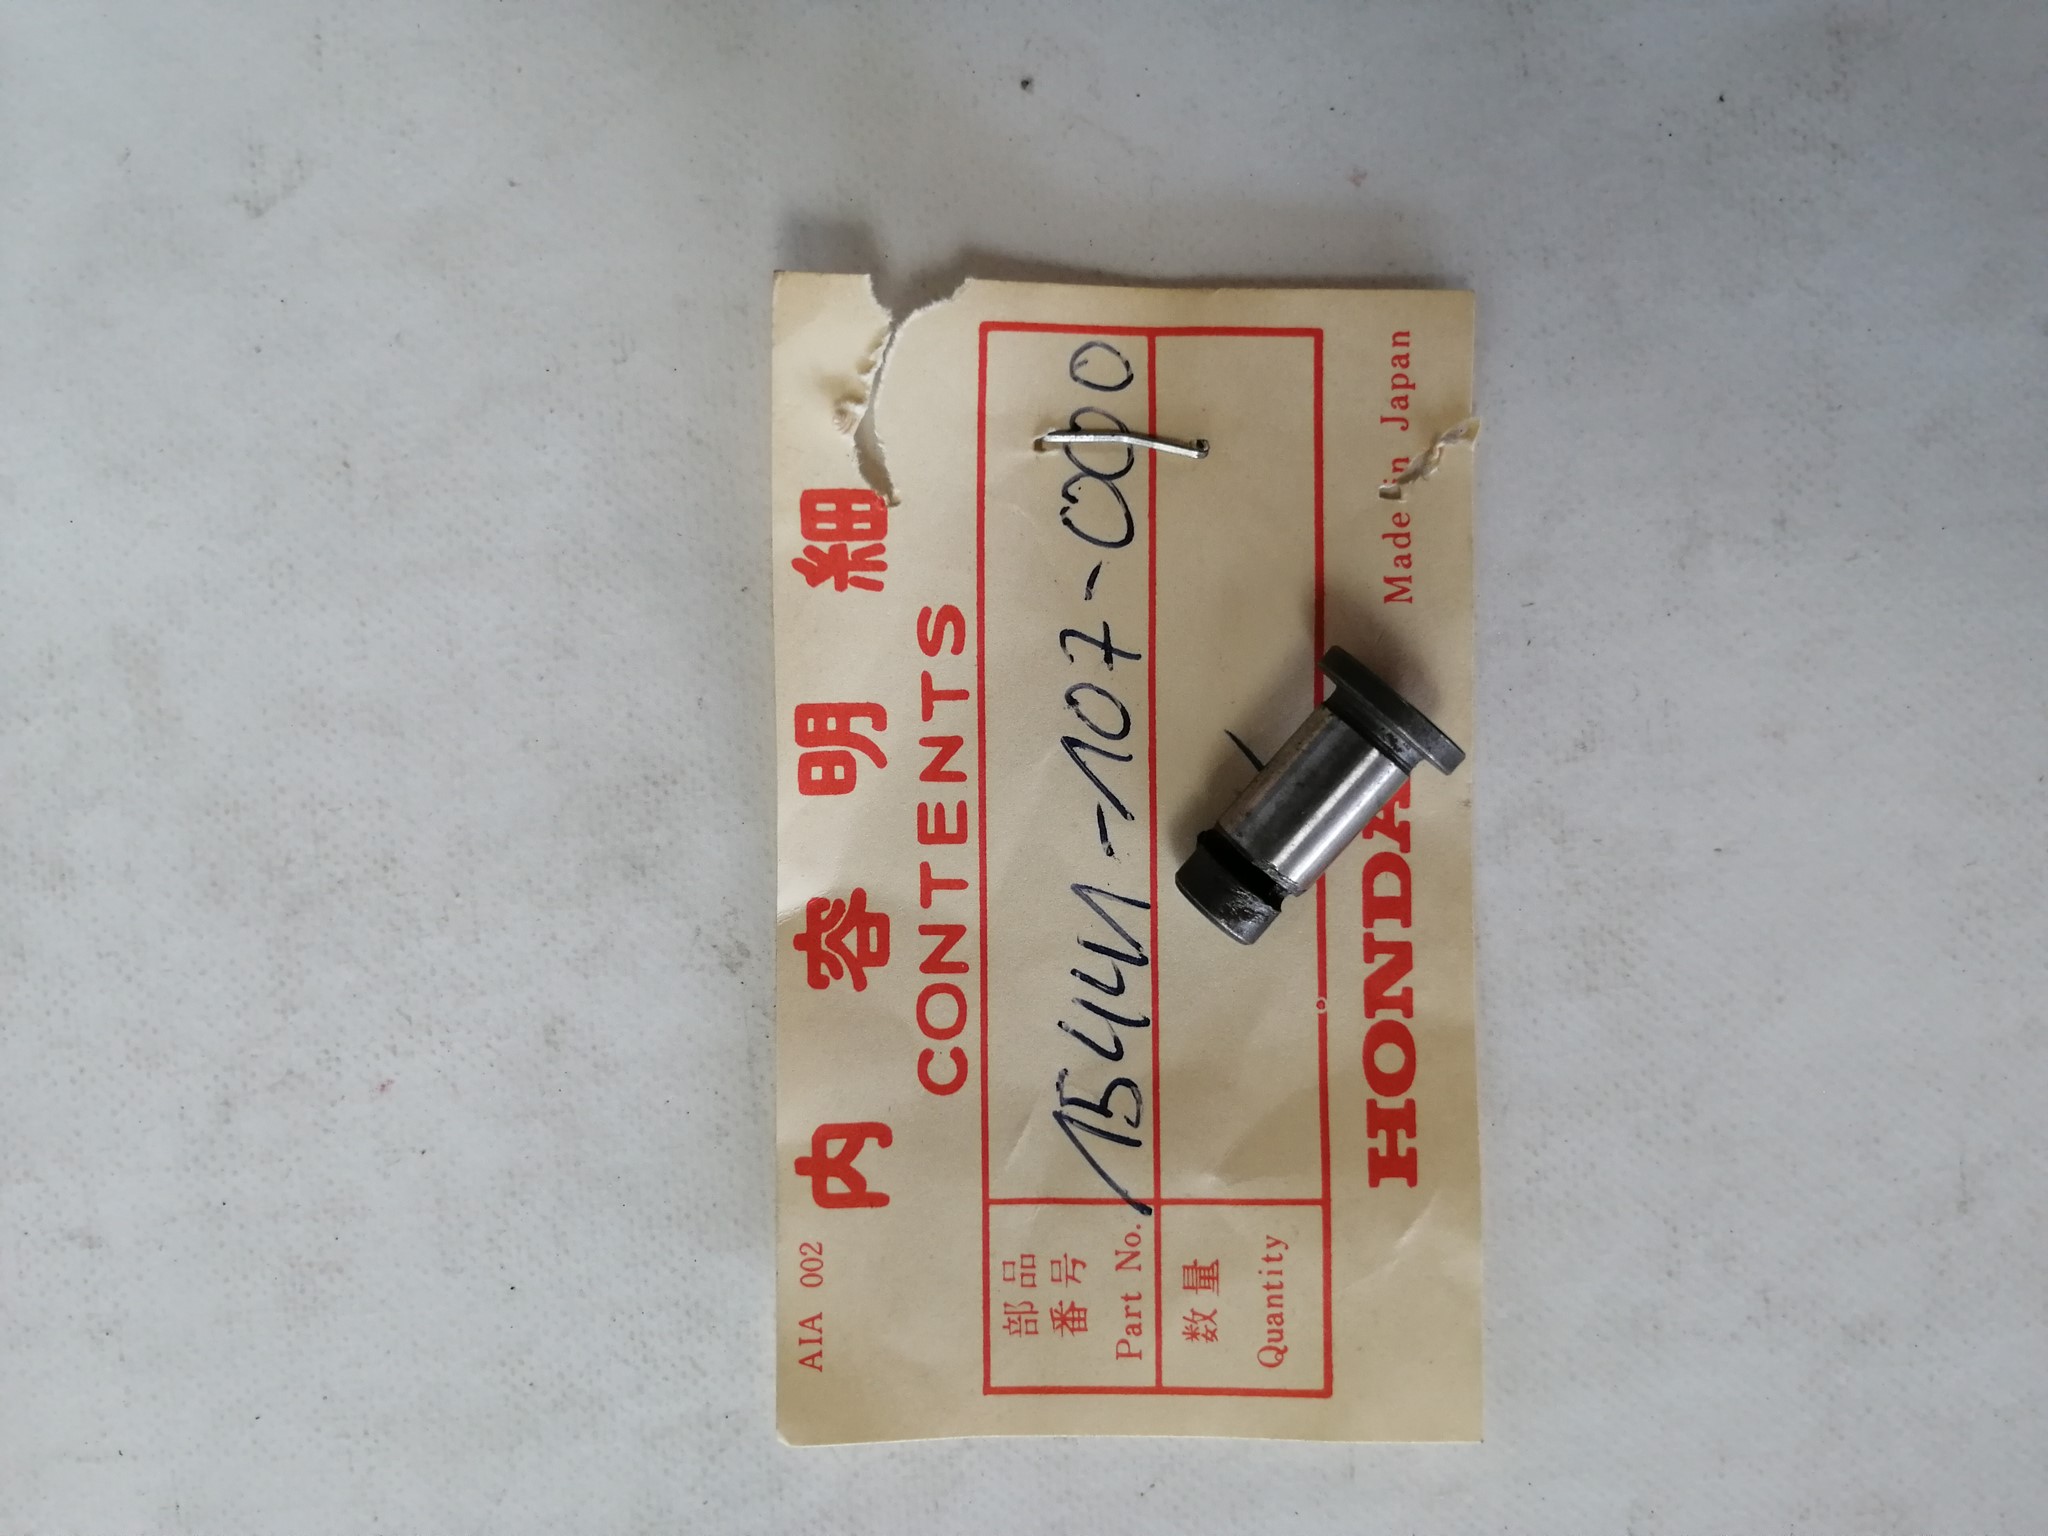 AIA 002
内容明細
CONTENTS
部品
番号
Part No.
15441-107-000
数量
Quantity
HONDA
Made in Japan